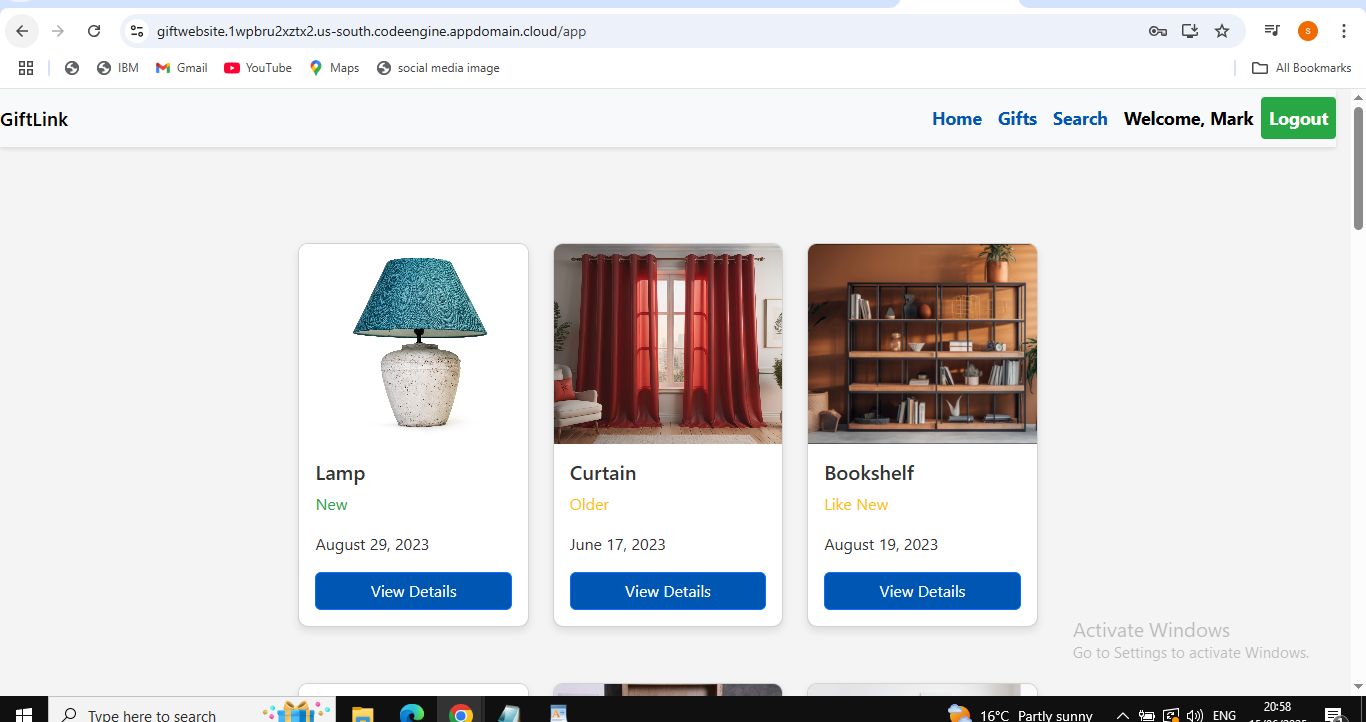 giftwebsite.1wpbru2xztx2.us-south.codeengine.appdomain.cloud/app
s
IBM Gmail YouTube Maps social media image All Bookmarks
GiftLink Home Gifts Search Welcome, Mark Logout
Lamp Curtain Bookshelf
New Older Like New
August 29, 2023 June 17, 2023 August 19, 2023
View Details View Details View Details
Activate Windows
Go to Settings to activate Windows.
Type here to search 16°C Partly sunny ENG 20:58